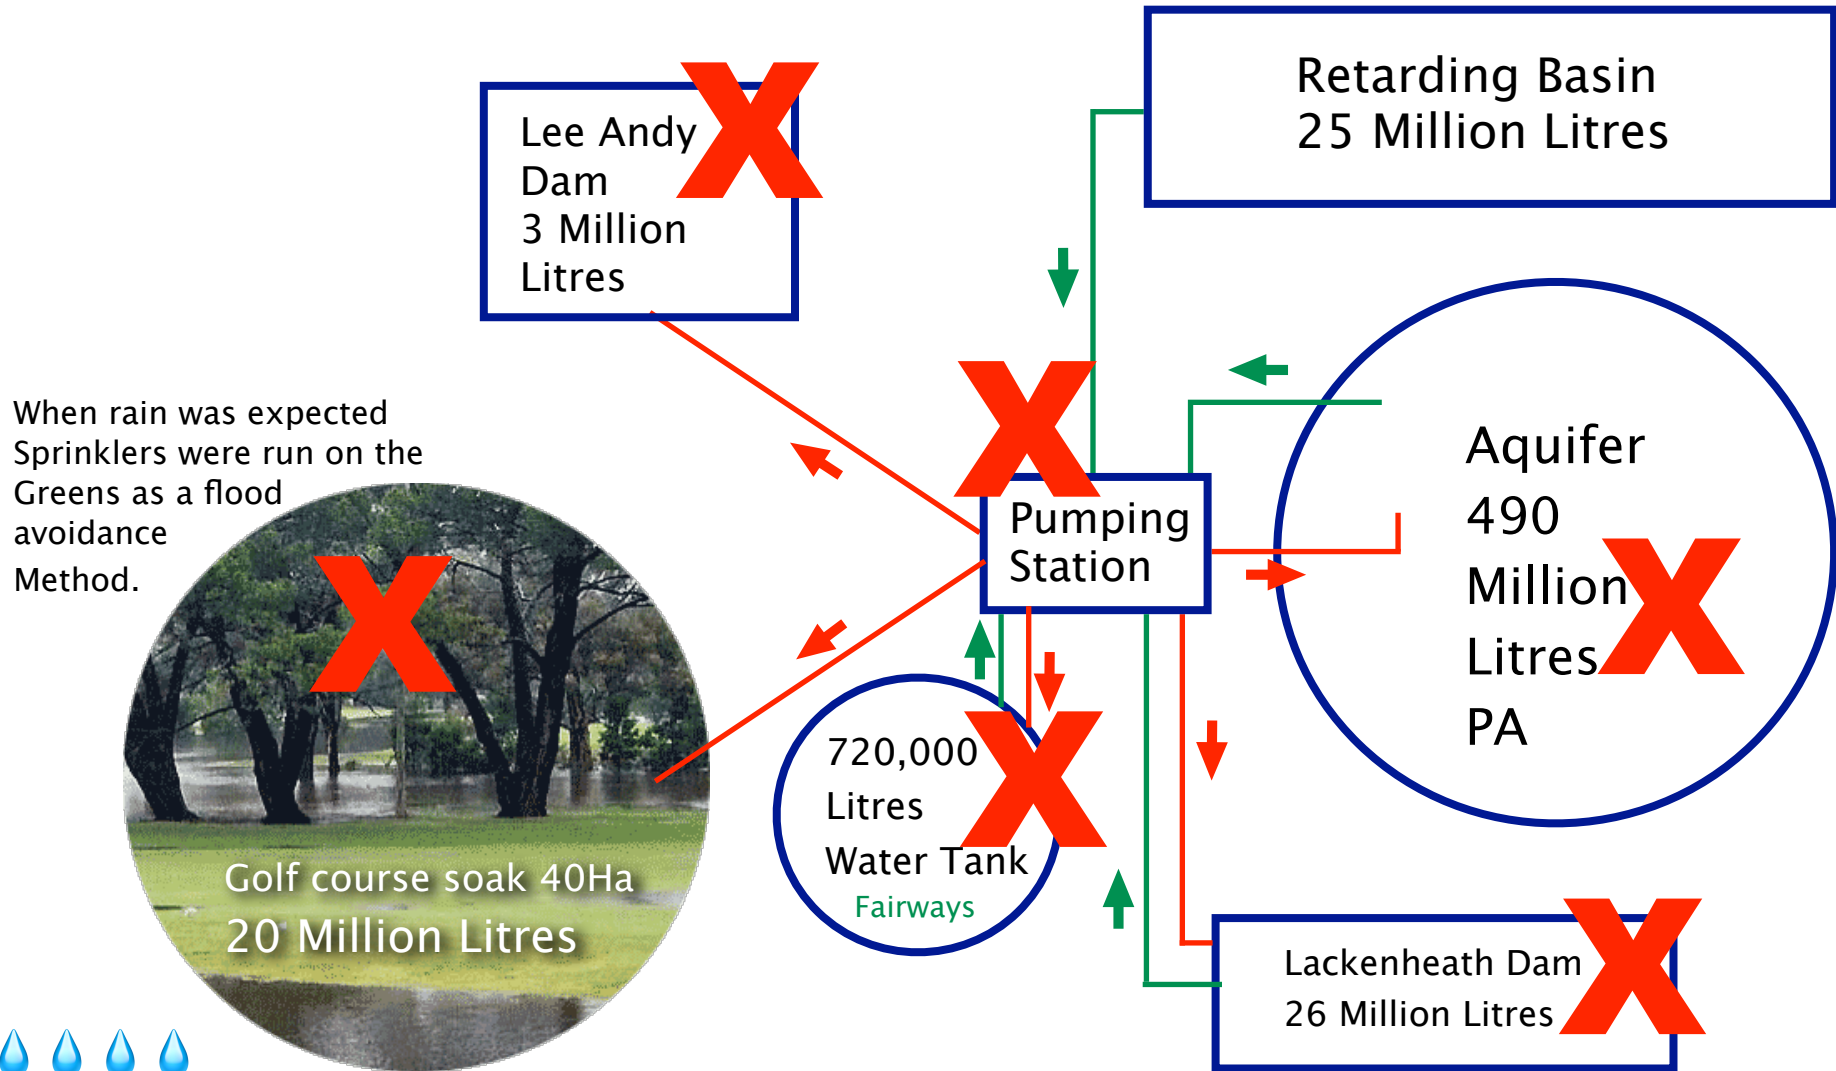 Retarding Basin
25 Million Litres
Lee Andy
Dam
3 Million
Litres
When rain was expected
Sprinklers were run on the
Greens as a flood
avoidance
Method.
Pumping
Station
Aquifer
490
Million
Litres
PA
720,000
Litres
Water Tank
Fairways
Golf course soak 40Ha
20 Million Litres
Lackenheath Dam
26 Million Litres